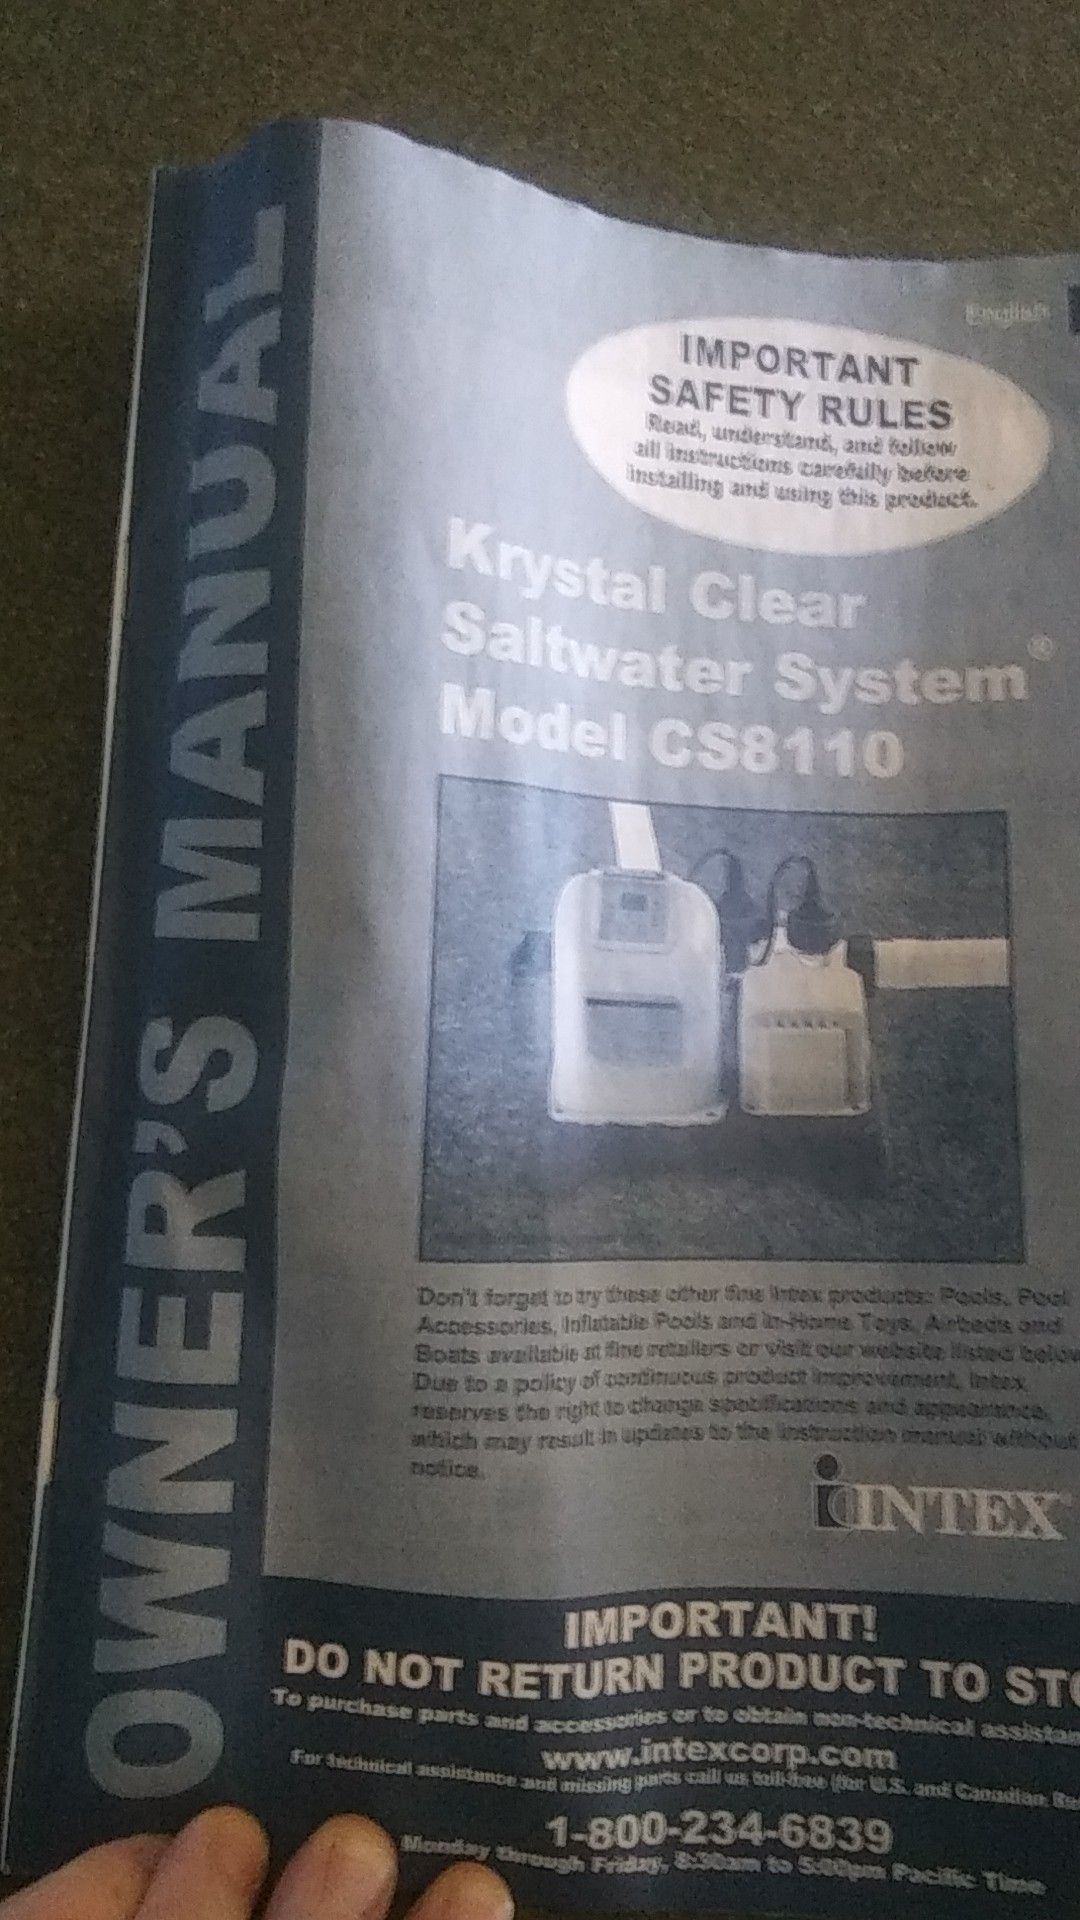 OWNER'S MANUAL
English
IMPORTANT
SAFETY RULES
Read, understand, and follow
all instructions carefully before
installing and using this product.
Krystal Clear
Saltwater System®
Model CS8110
Don't forget to try these other fine Intex products: Pools, Pool
Accessories, Inflatable Pools and In-Home Toys, Airbeds and
Boats available at fine retailers or visit our website listed below
Due to a policy of continuous product improvement, Intex
reserves the right to change specifications and appearance,
which may result in updates to the instruction manual without
notice.
INTEX
IMPORTANT!
DO NOT RETURN PRODUCT TO STO
To purchase parts and accessories or to obtain non-technical assistan
www.intexcorp.com
For technical assistance and missing parts call us toll-free (for U.S. and Canadian Re
1-800-234-6839
Monday through Friday, 8:30am to 5:00pm Pacific Time